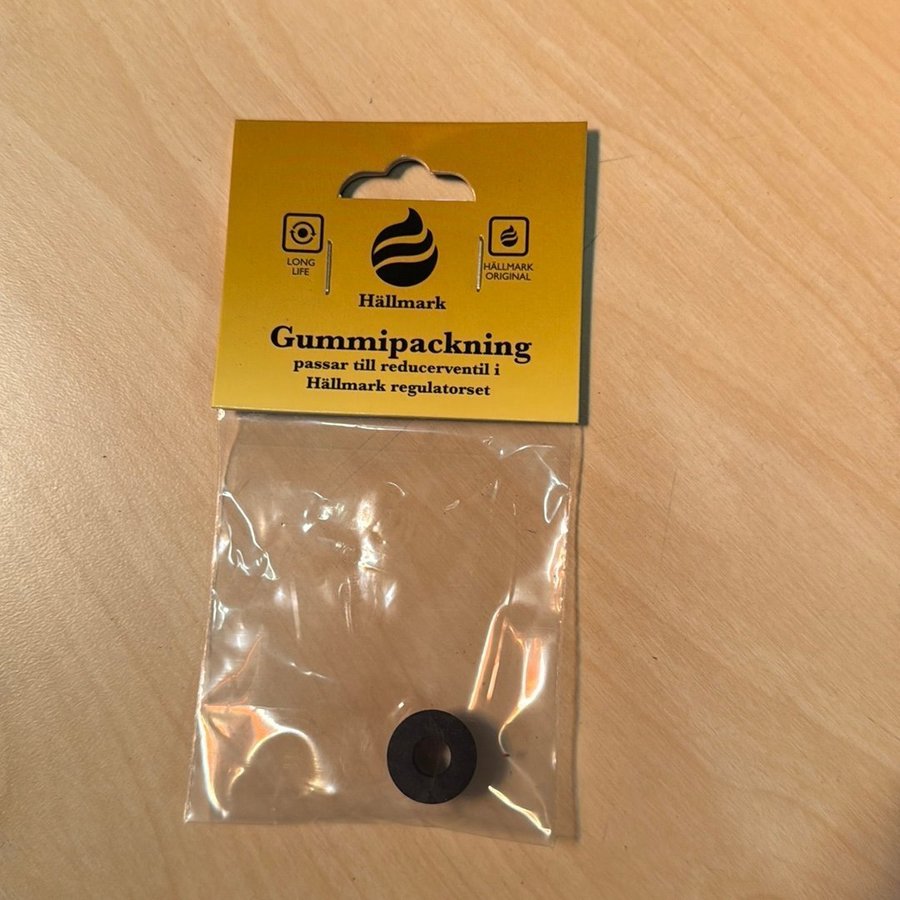 LONG
LIFE
HÄLLMARK
ORIGINAL
Hällmark
Gummipackning
passar till reducerventil i
Hällmark regulatorset